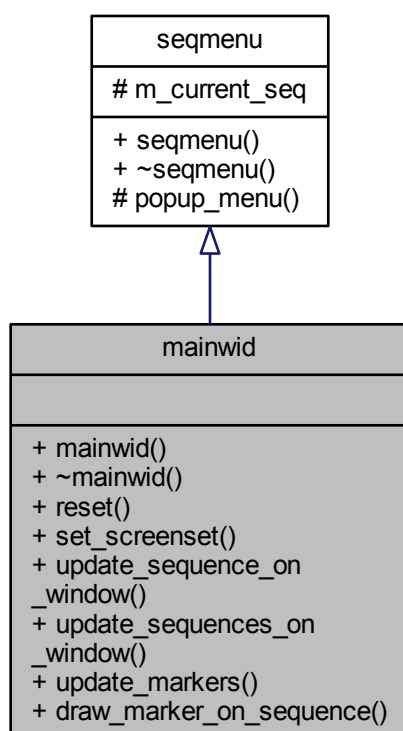 seqmenu
# m_current_seq
+ seqmenu()
+ ~seqmenu()
# popup_menu()
mainwid
+ mainwid()
+ ~mainwid()
+ reset()
+ set_screenset()
+ update_sequence_on
_window()
+ update_sequences_on
_window()
+ update_markers()
+ draw_marker_on_sequence()